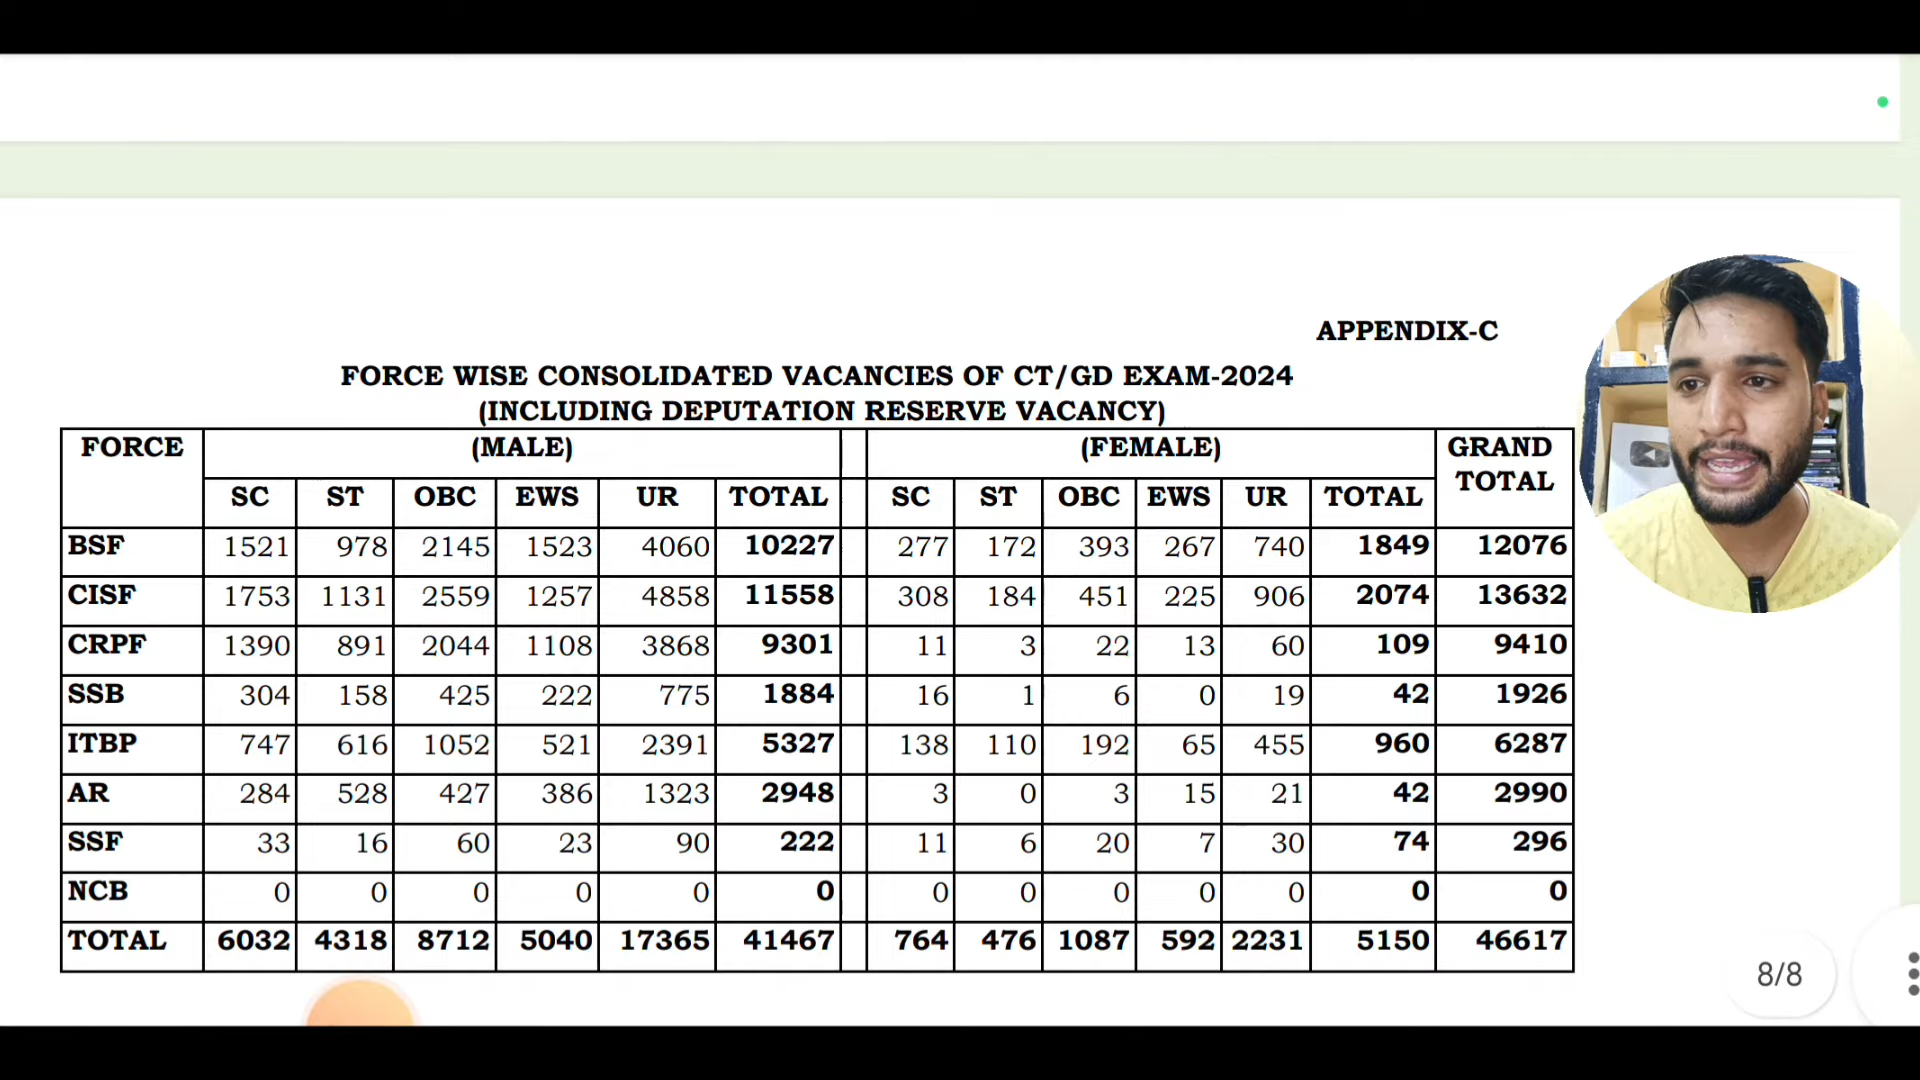 APPENDIX-C
FORCE WISE CONSOLIDATED VACANCIES OF CT/GD EXAM-2024
(INCLUDING DEPUTATION RESERVE VACANCY)
FORCE (MALE) (FEMALE) GRAND TOTAL
SC ST OBC EWS UR TOTAL SC ST OBC EWS UR TOTAL
BSF 1521 978 2145 1523 4060 10227 277 172 393 267 740 1849 12076
CISF 1753 1131 2559 1257 4858 11558 308 184 451 225 906 2074 13632
CRPF 1390 891 2044 1108 3868 9301 11 3 22 13 60 109 9410
SSB 304 158 425 222 775 1884 16 1 6 0 19 42 1926
ITBP 747 616 1052 521 2391 5327 138 110 192 65 455 960 6287
AR 284 528 427 386 1323 2948 3 0 3 15 21 42 2990
SSF 33 16 60 23 90 222 11 6 20 7 30 74 296
NCB 0 0 0 0 0 0 0 0 0 0 0 0 0
TOTAL 6032 4318 8712 5040 17365 41467 764 476 1087 592 2231 5150 46617
8/8